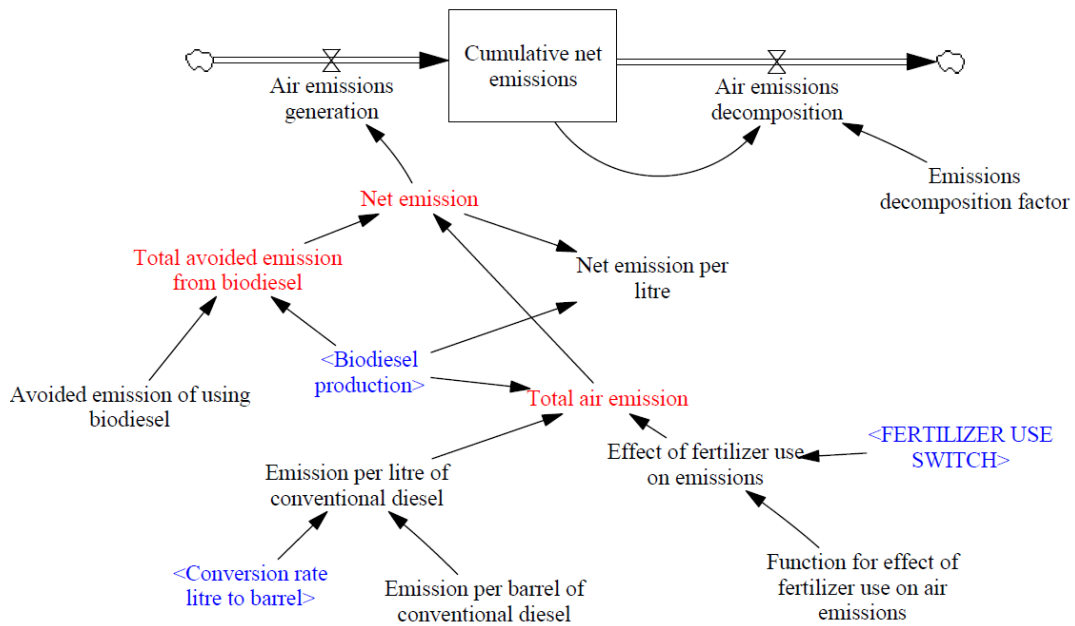 Cumulative net
emissions
Air emissions
generation
Air emissions
decomposition
Emissions
decomposition factor
Net emission
Total avoided emission
from biodiesel
Net emission per
litre
<Biodiesel
production>
Avoided emission of using
biodiesel
Total air emission
<FERTILIZER USE
SWITCH>
Effect of fertilizer use
on emissions
Emission per litre of
conventional diesel
Function for effect of
fertilizer use on air
emissions
<Conversion rate
litre to barrel>
Emission per barrel of
conventional diesel